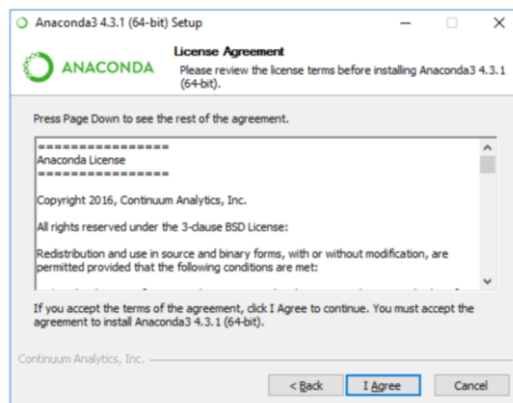 Anaconda3 4.3.1 (64-bit) Setup
ANACONDA
License Agreement
Please review the license terms before installing Anaconda3 4.3.1
(64-bit).
Press Page Down to see the rest of the agreement.
================
Anaconda License
================
Copyright 2016, Continuum Analytics, Inc.
All rights reserved under the 3-clause BSD License:
Redistribution and use in source and binary forms, with or without modification, are
permitted provided that the following conditions are met:
If you accept the terms of the agreement, click I Agree to continue. You must accept the
agreement to install Anaconda3 4.3.1 (64-bit).
Continuum Analytics, Inc.
< Back
I Agree
Cancel